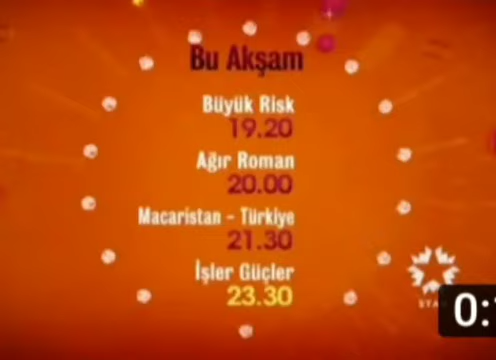 Bu Akşam
Büyük Risk
19.20
Ağır Roman
20.00
Macaristan - Türkiye
21.30
İşler Güçler
23.30